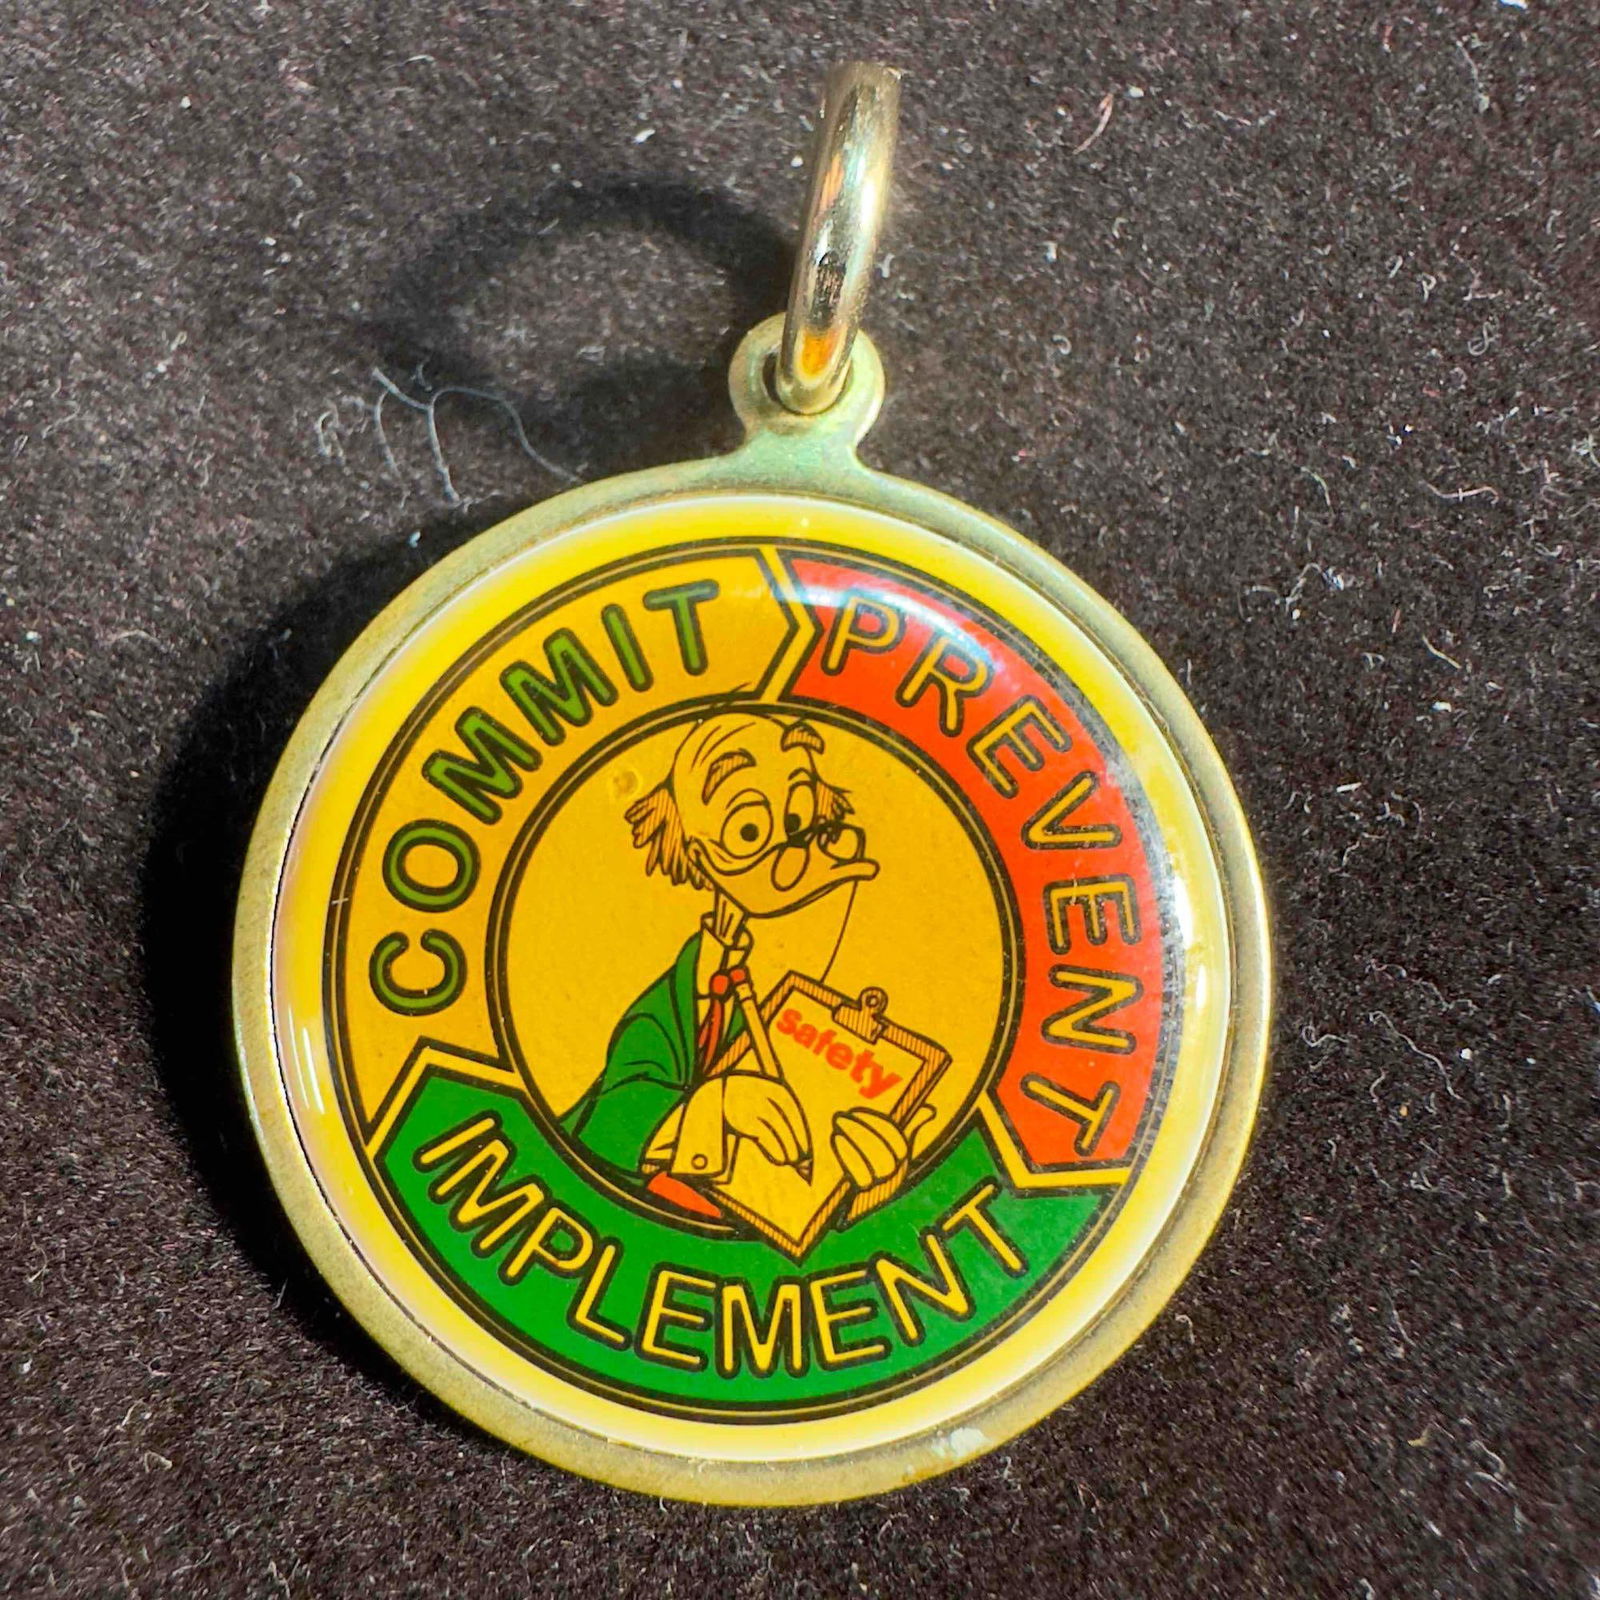 COMMIT
PREVENT
IMPLEMENT
safety